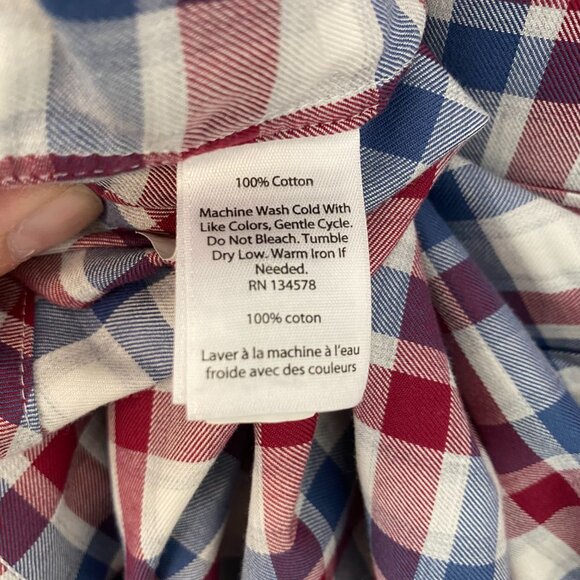 100% Cotton
Machine Wash Cold With
Like Colors, Gentle Cycle.
Do Not Bleach. Tumble
Dry Low. Warm Iron If
Needed.
RN 134578
100% coton
Laver à la machine à l'eau
froide avec des couleurs